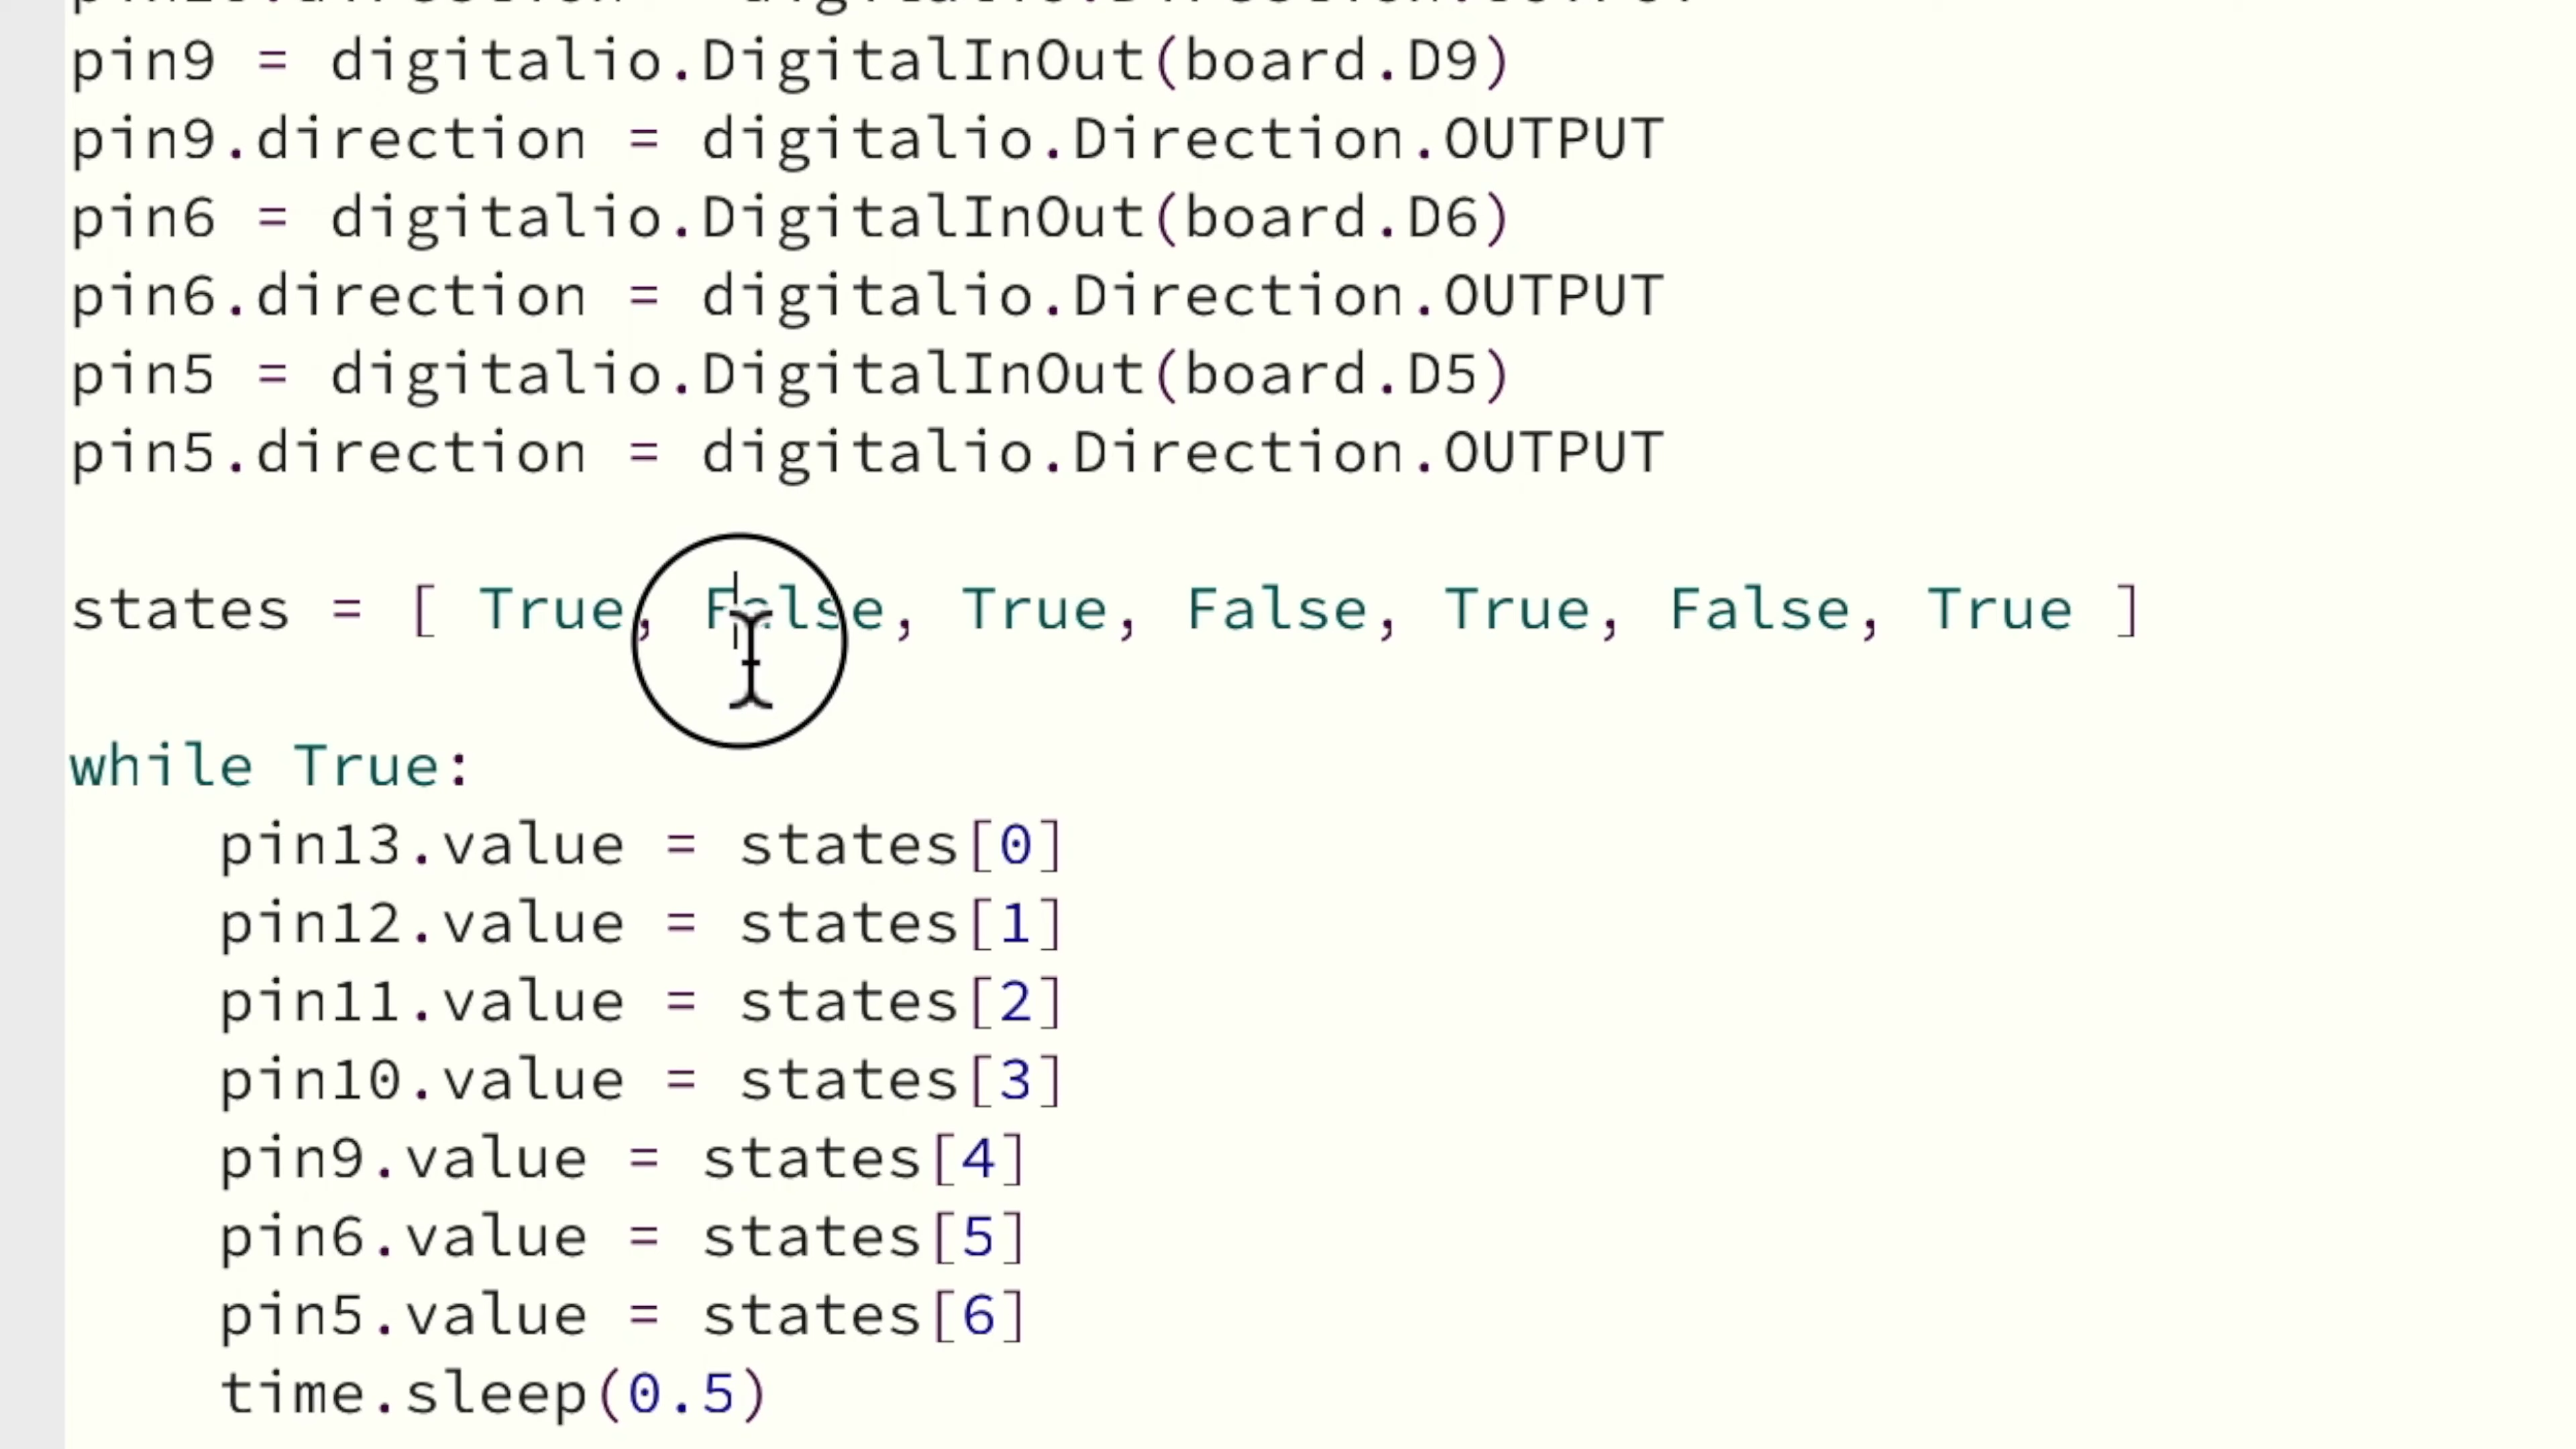 pin9 = digitalio.DigitalInOut(board.D9)
pin9.direction = digitalio.Direction.OUTPUT
pin6 = digitalio.DigitalInOut(board.D6)
pin6.direction = digitalio.Direction.OUTPUT
pin5 = digitalio.DigitalInOut(board.D5)
pin5.direction = digitalio.Direction.OUTPUT
states = [ True, False, True, False, True, False, True ]
while True:
    pin13.value = states[0]
    pin12.value = states[1]
    pin11.value = states[2]
    pin10.value = states[3]
    pin9.value = states[4]
    pin6.value = states[5]
    pin5.value = states[6]
    time.sleep(0.5)